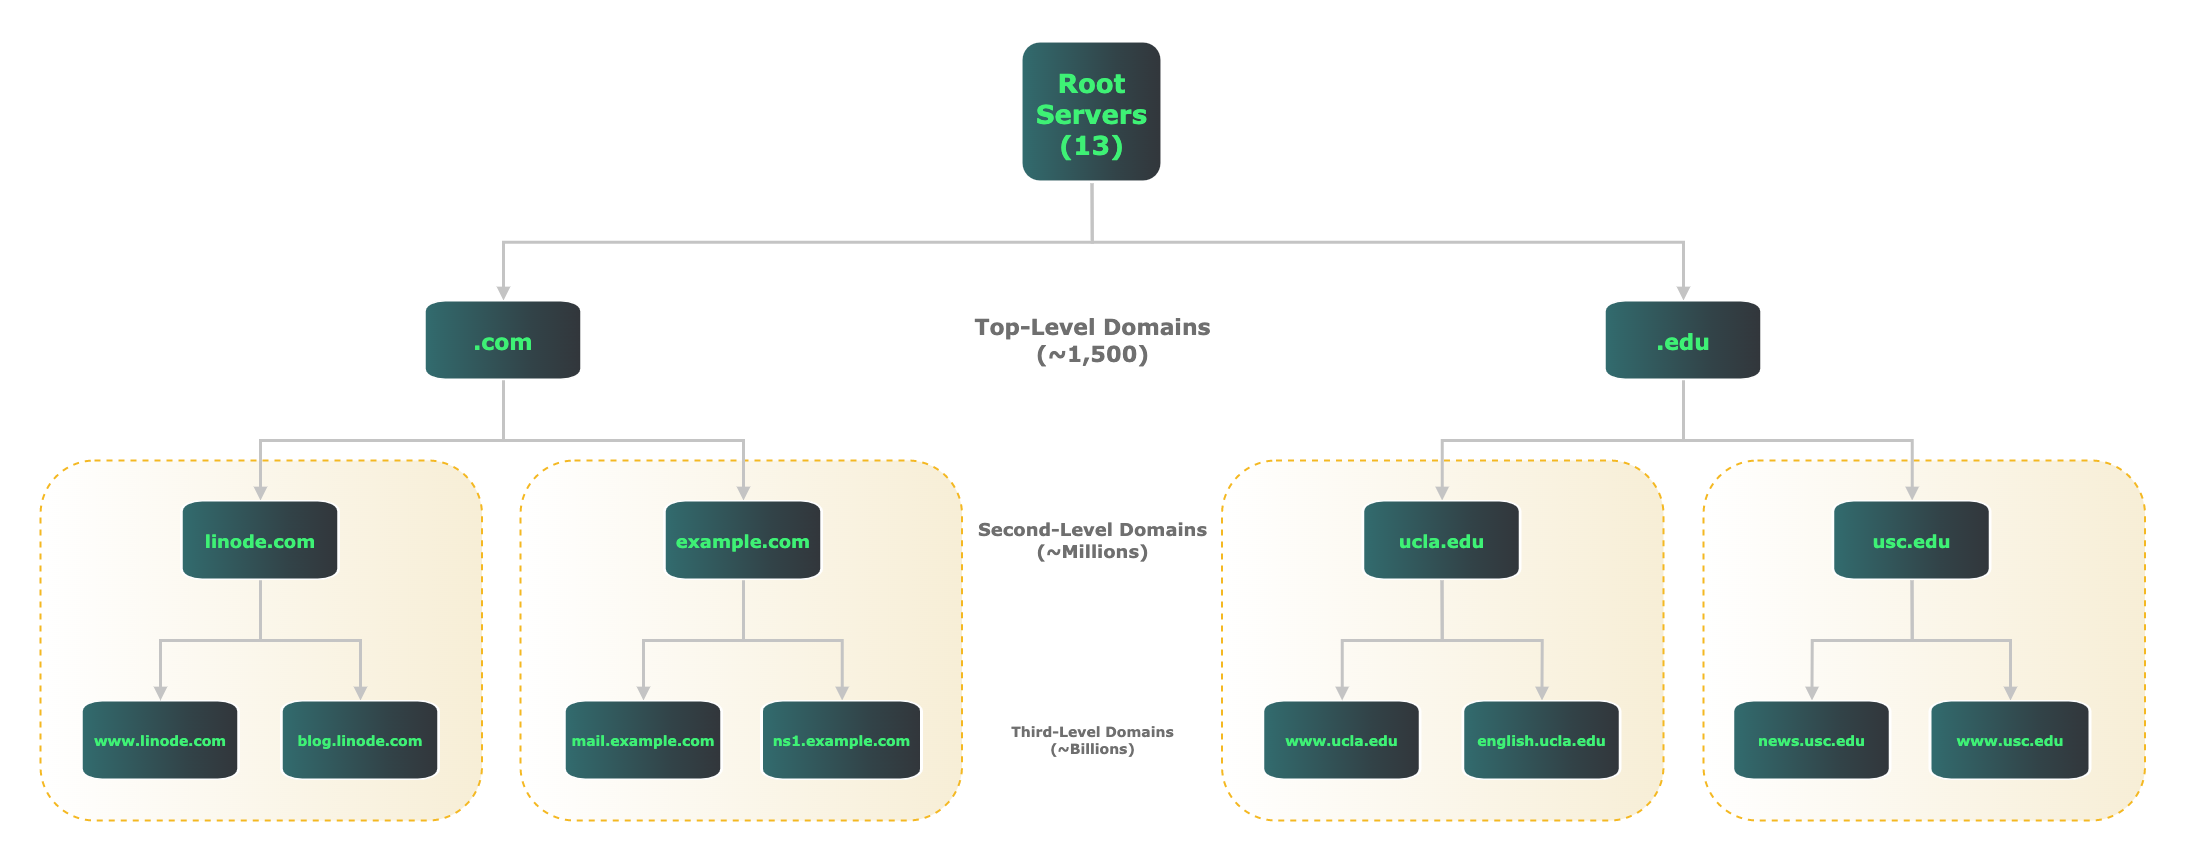 Root
Servers
(13)
.com
Top-Level Domains
(~1,500)
.edu
linode.com
example.com
Second-Level Domains
(~Millions)
ucla.edu
usc.edu
www.linode.com
blog.linode.com
mail.example.com
ns1.example.com
Third-Level Domains
(~Billions)
www.ucla.edu
english.ucla.edu
news.usc.edu
www.usc.edu